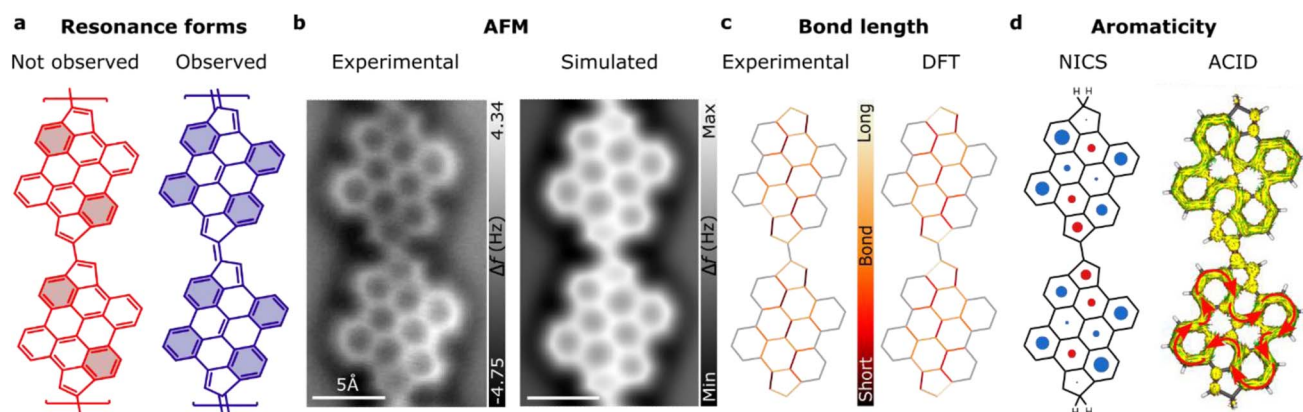 a Resonance forms
Not observed
Observed
b AFM
Experimental
Simulated
5Å
4.34
Δf (Hz)
-4.75
Max
Δf (Hz)
Min
c Bond length
Experimental
DFT
Long
Bond
Short
d Aromaticity
NICS
ACID
H H
H H